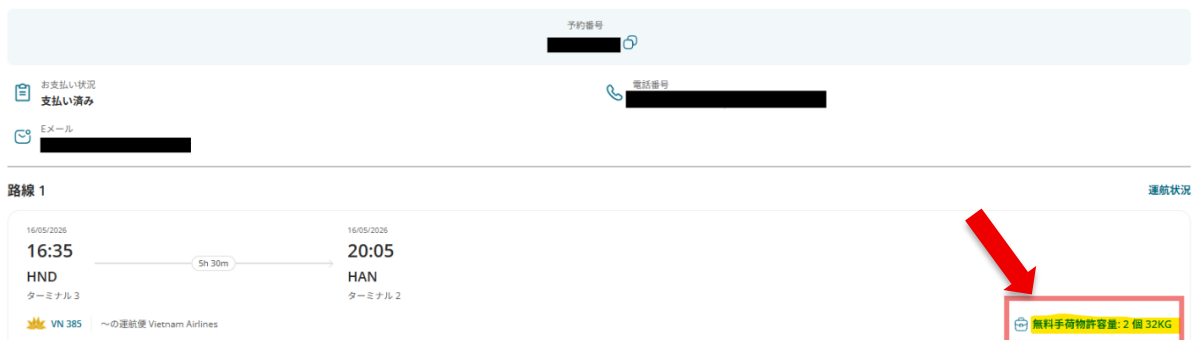 予約番号
お支払い状況
支払い済み
電話番号
Eメール
路線 1
運航状況
16/05/2026
16:35
5h 30m
16/05/2026
20:05
HND
HAN
ターミナル 3
ターミナル 2
VN 385
〜の運航便 Vietnam Airlines
無料手荷物許容量: 2 個 32KG